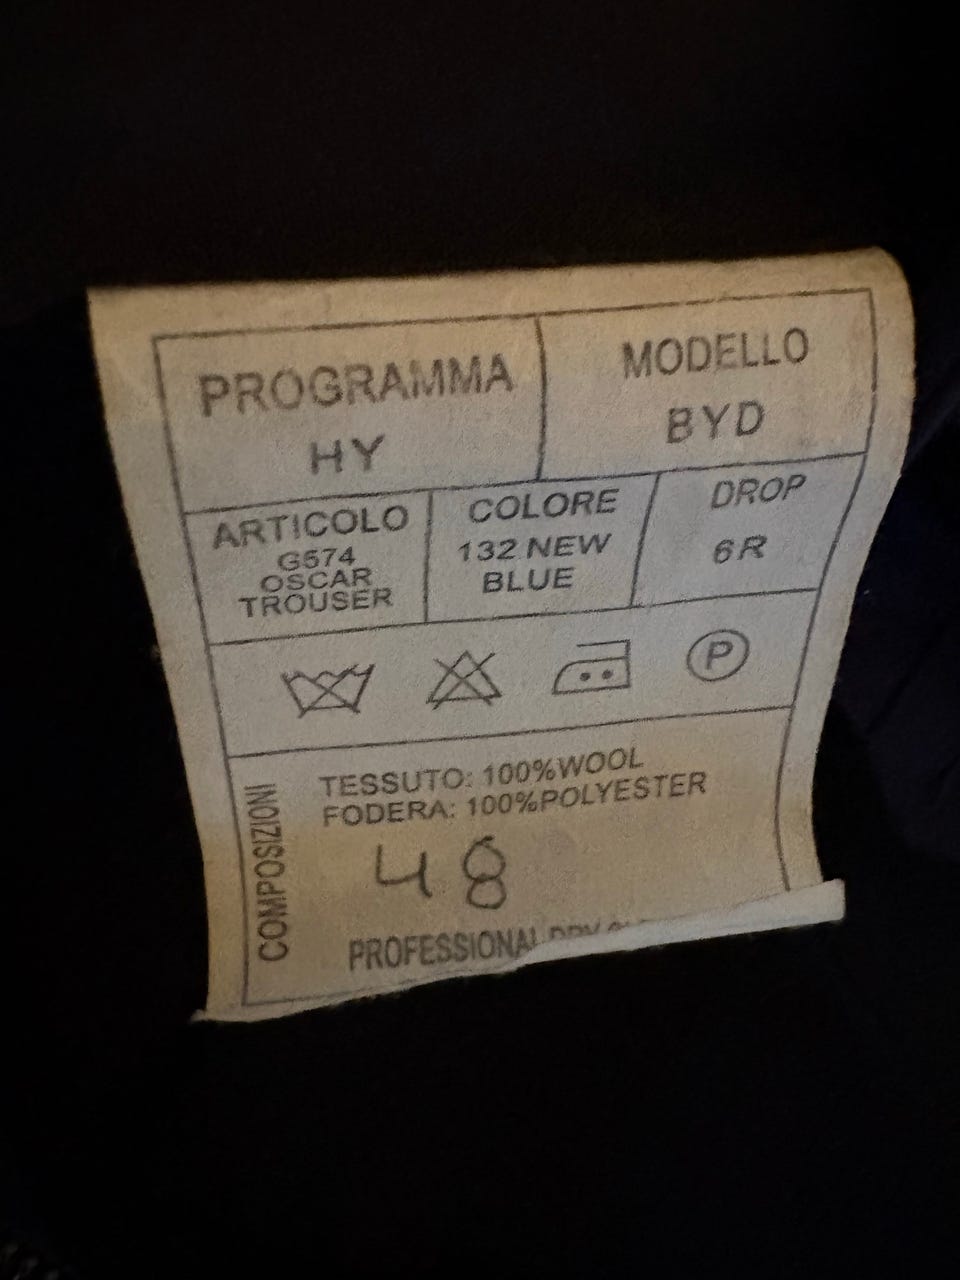 PROGRAMMA
HY
MODELLO
BYD
ARTICOLO
G574
OSCAR
TROUSER
COLORE
132 NEW
BLUE
DROP
6R
P
COMPOSIZIONI
TESSUTO: 100%WOOL
FODERA: 100%POLYESTER
48
PROFESSIONAL DRY